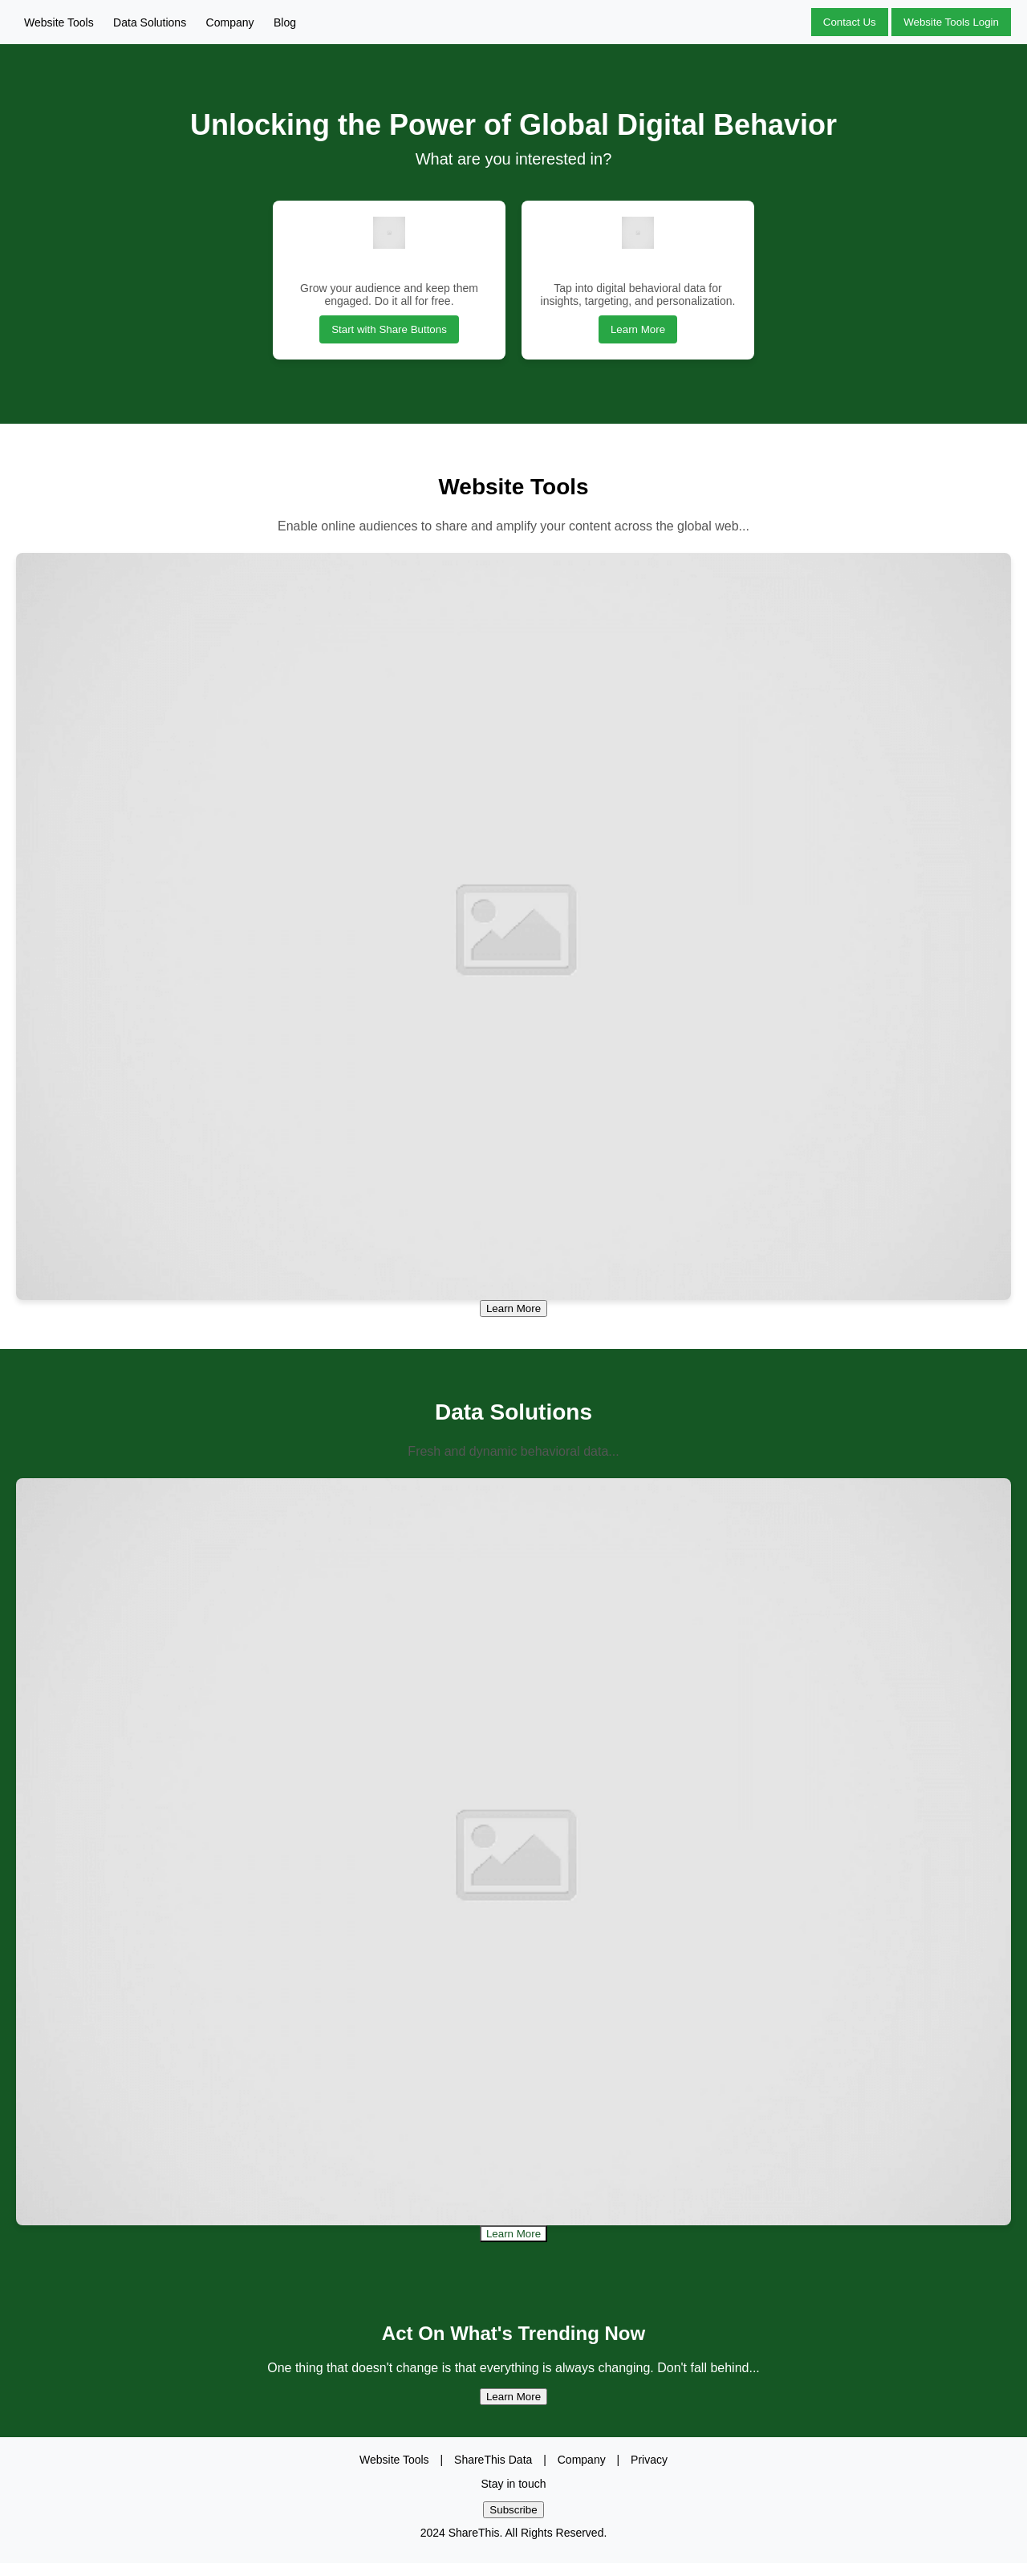 Website Tools Data Solutions Company Blog Contact Us Website Tools Login
Unlocking the Power of Global Digital Behavior
What are you interested in?
Grow your audience and keep them
engaged. Do it all for free.
Start with Share Buttons
Tap into digital behavioral data for
insights, targeting, and personalization.
Learn More
Website Tools
Enable online audiences to share and amplify your content across the global web...
Learn More
Data Solutions
Fresh and dynamic behavioral data...
Learn More
Act On What's Trending Now
One thing that doesn't change is that everything is always changing. Don't fall behind...
Learn More
Website Tools | ShareThis Data | Company | Privacy
Stay in touch
Subscribe
2024 ShareThis. All Rights Reserved.